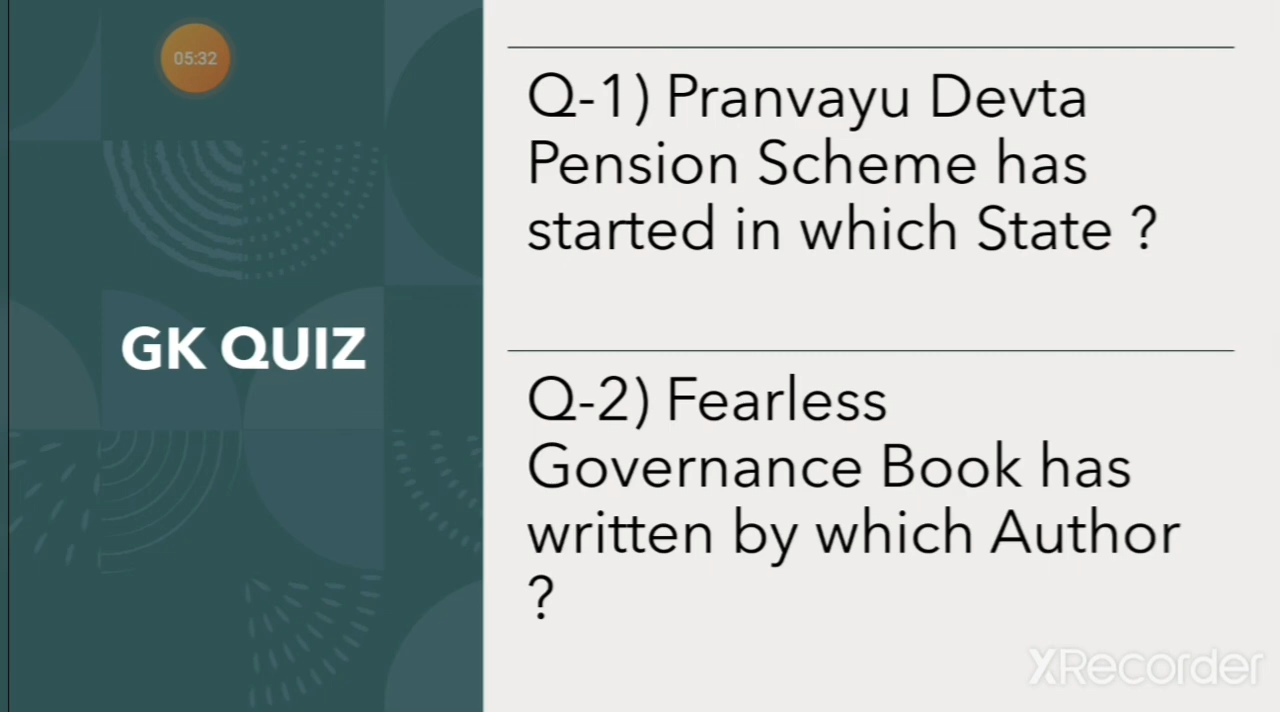 05:32
GK QUIZ
Q-1) Pranvayu Devta
Pension Scheme has
started in which State ?
Q-2) Fearless
Governance Book has
written by which Author
?
XRecorder